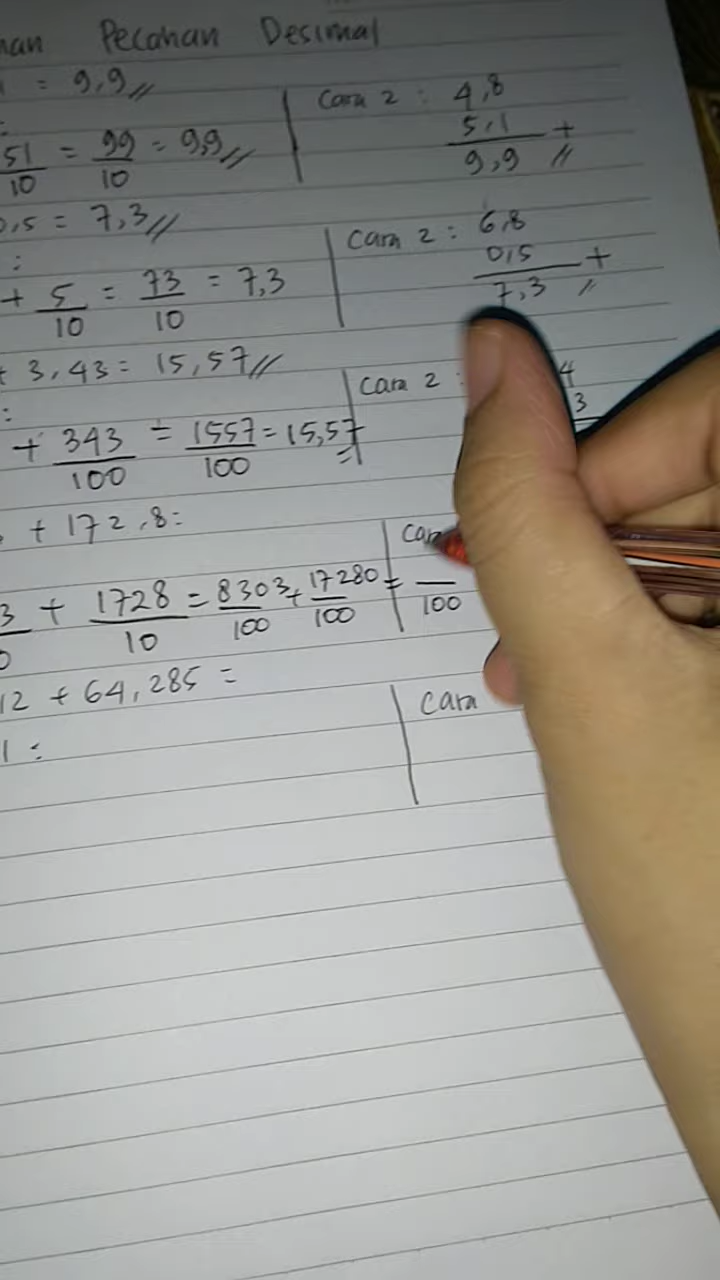 Pecahan Desimal
= 9,9 //
51/10 = 99/10 = 9,9 //
Cara 2 : 4,8
5,1 +
9,9 //
0,5 = 7,3 //
:
+ 5/10 = 73/10 = 7,3
Cara 2 : 6,8
0,5 +
7,3 //
+ 3,43 = 15,57 //
:
+ 343/100 = 1557/100 = 15,57
Cara 2 :
4
3
+ 172,8 =
+ 1728/10 = 8303/100 + 17280/100 = /100
12 + 64,285 =
:
Cara